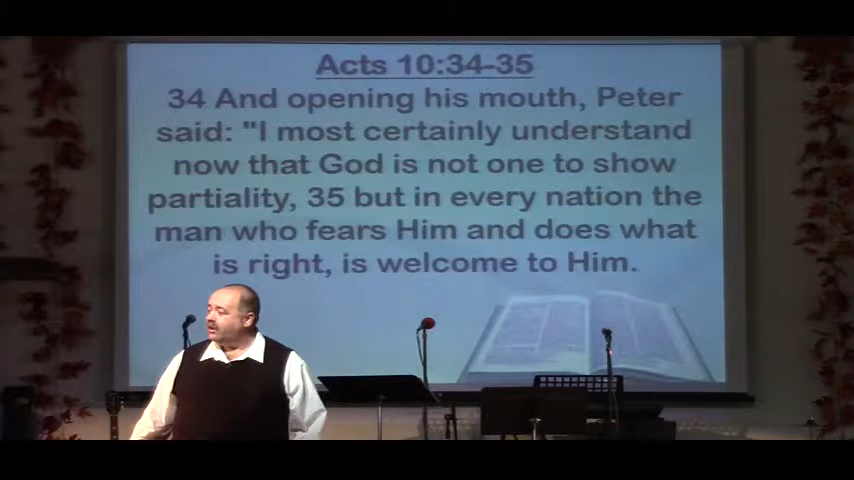 Acts 10:34-35
34 And opening his mouth, Peter
said: "I most certainly understand
now that God is not one to show
partiality, 35 but in every nation the
man who fears Him, and does what
is right, is welcome to Him.